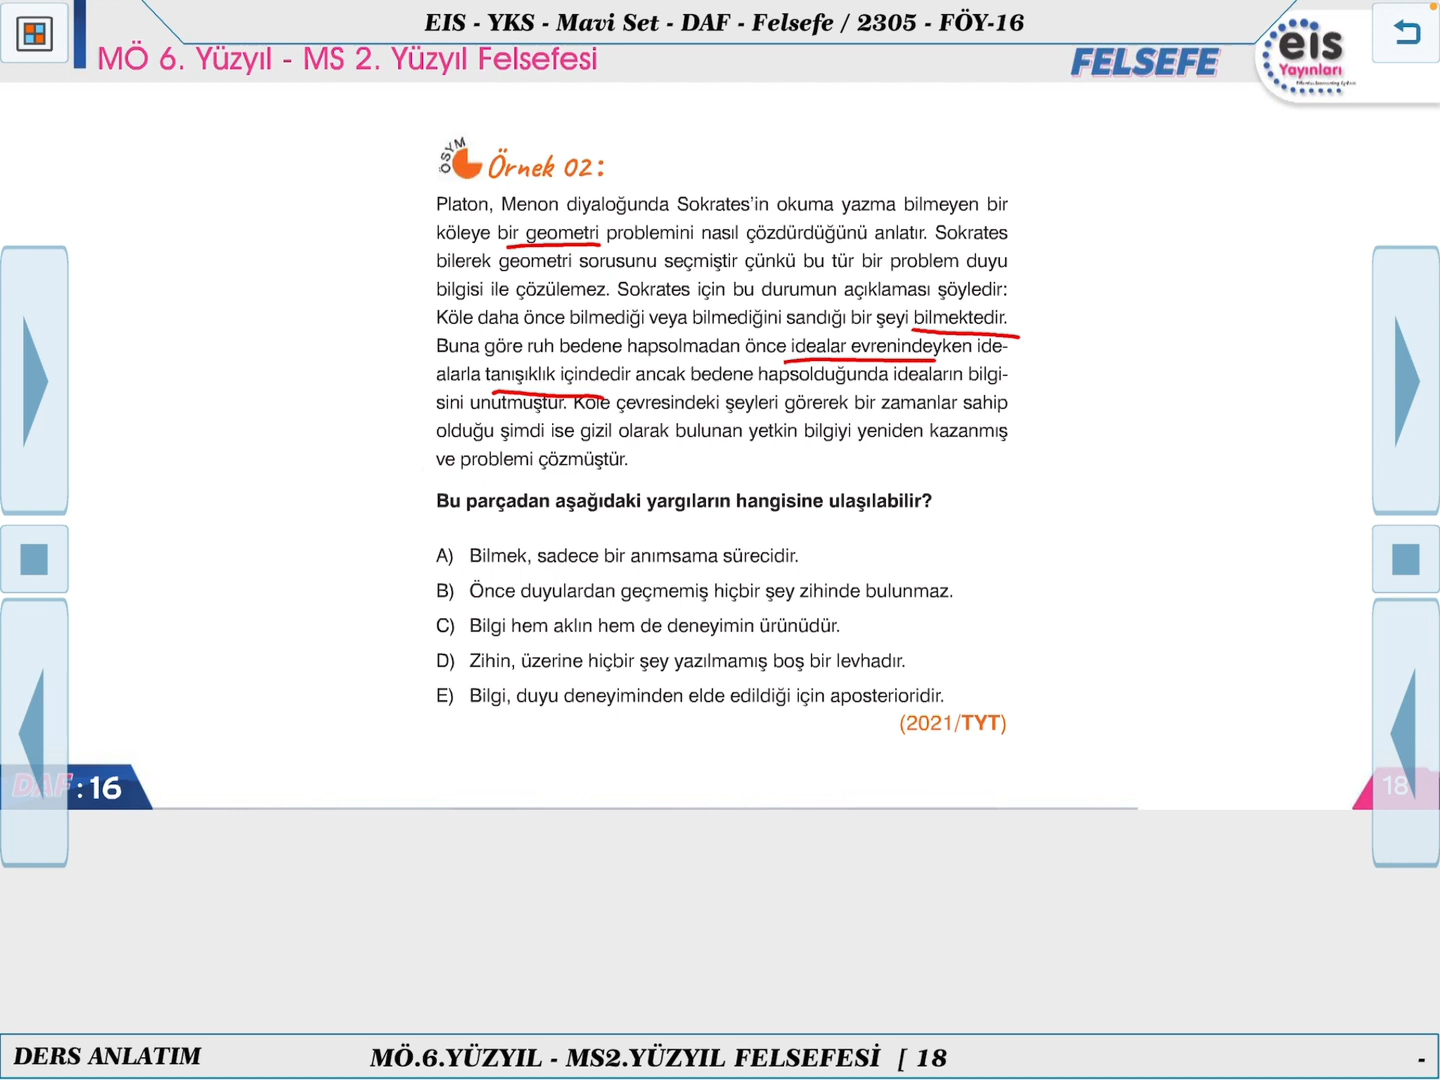 EIS - YKS - Mavi Set - DAF - Felsefe / 2305 - FÖY-16
MÖ 6. Yüzyıl - MS 2. Yüzyıl Felsefesi
FELSEFE
eis
Yayınları
ÖSYM
Örnek 02:
Platon, Menon diyaloğunda Sokrates'in okuma yazma bilmeyen bir
köleye bir geometri problemini nasıl çözdürdüğünü anlatır. Sokrates
bilerek geometri sorusunu seçmiştir çünkü bu tür bir problem duyu
bilgisi ile çözülemez. Sokrates için bu durumun açıklaması şöyledir:
Köle daha önce bilmediği veya bilmediğini sandığı bir şeyi bilmektedir.
Buna göre ruh bedene hapsolmadan önce idealar evrenindeyken ide-
alarla tanışıklık içindedir ancak bedene hapsolduğunda ideaların bilgi-
sini unutmuştur. Köle çevresindeki şeyleri görerek bir zamanlar sahip
olduğu şimdi ise gizil olarak bulunan yetkin bilgiyi yeniden kazanmış
ve problemi çözmüştür.
Bu parçadan aşağıdaki yargıların hangisine ulaşılabilir?
A) Bilmek, sadece bir anımsama sürecidir.
B) Önce duyulardan geçmemiş hiçbir şey zihinde bulunmaz.
C) Bilgi hem aklın hem de deneyimin ürünüdür.
D) Zihin, üzerine hiçbir şey yazılmamış boş bir levhadır.
E) Bilgi, duyu deneyiminden elde edildiği için aposterioridir.
(2021/TYT)
DAF : 16
18
DERS ANLATIM
MÖ.6.YÜZYIL - MS2.YÜZYIL FELSEFESİ [ 18
-